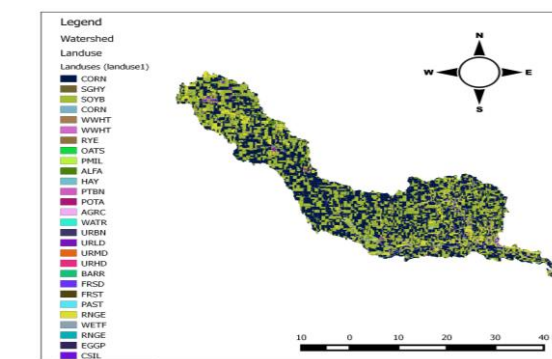 Legend
Watershed
Landuse
Landuses (landuse1)
CORN
SGHY
SOYB
CORN
WWHT
WWHT
RYE
OATS
PMIL
ALFA
HAY
PTBN
POTA
AGRC
WATR
URBN
URLD
URMD
URHD
BARR
FRSD
FRST
PAST
RNGE
WETF
RNGE
EGGP
CSIL
N
W E
S
10 0 10 20 30 40